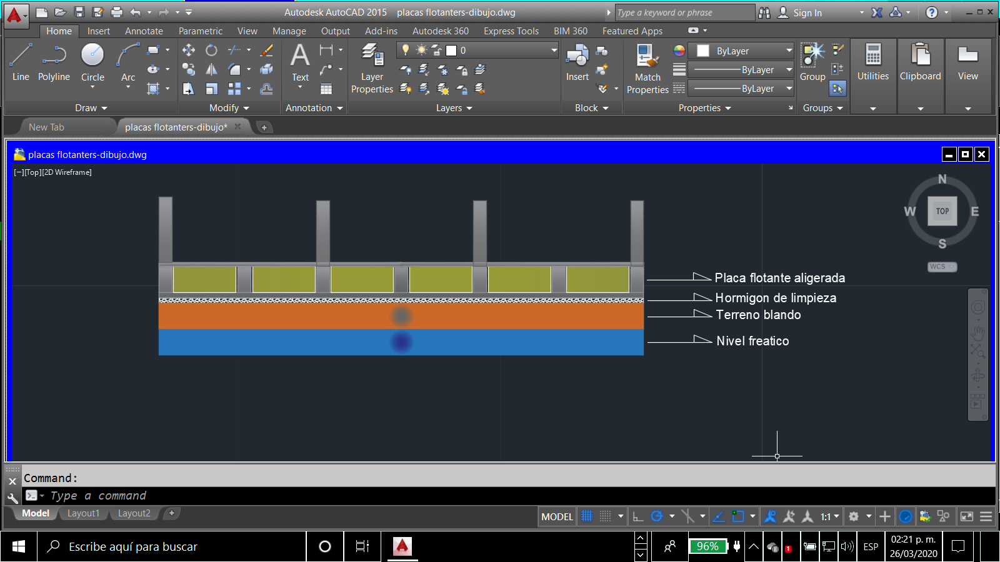 Autodesk AutoCAD 2015 placas flotanters-dibujo.dwg
Type a keyword or phrase
Sign In
Home Insert Annotate Parametric View Manage Output Add-ins Autodesk 360 Express Tools BIM 360 Featured Apps
Line Polyline Circle Arc
Text
Layer Properties
0
Insert
Match Properties
ByLayer
ByLayer
ByLayer
Group
Utilities
Clipboard
View
Draw Modify Annotation Layers Block Properties Groups
New Tab placas flotanters-dibujo*
placas flotanters-dibujo.dwg
[−][Top][2D Wireframe]
N
W TOP E
S
WCS
Placa flotante aligerada
Hormigon de limpieza
Terreno blando
Nivel freatico
Command:
Type a command
Model Layout1 Layout2
MODEL 1:1
Escribe aquí para buscar
96%
1
ESP
02:21 p. m.
26/03/2020